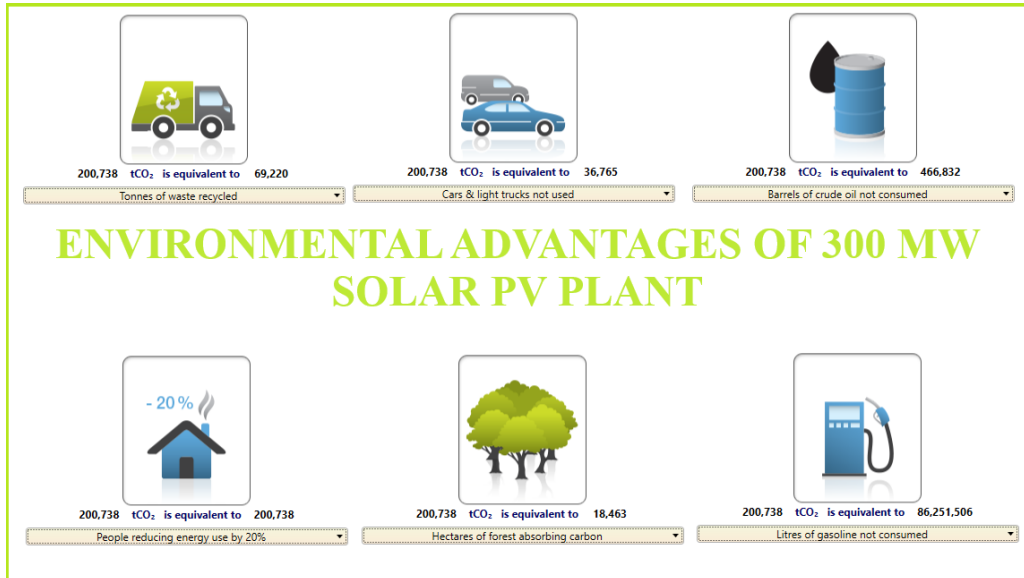 200,738 tCO₂ is equivalent to 69,220
Tonnes of waste recycled
200,738 tCO₂ is equivalent to 36,765
Cars & light trucks not used
200,738 tCO₂ is equivalent to 466,832
Barrels of crude oil not consumed
ENVIRONMENTAL ADVANTAGES OF 300 MW
SOLAR PV PLANT
- 20%
200,738 tCO₂ is equivalent to 200,738
People reducing energy use by 20%
200,738 tCO₂ is equivalent to 18,463
Hectares of forest absorbing carbon
200,738 tCO₂ is equivalent to 86,251,506
Litres of gasoline not consumed